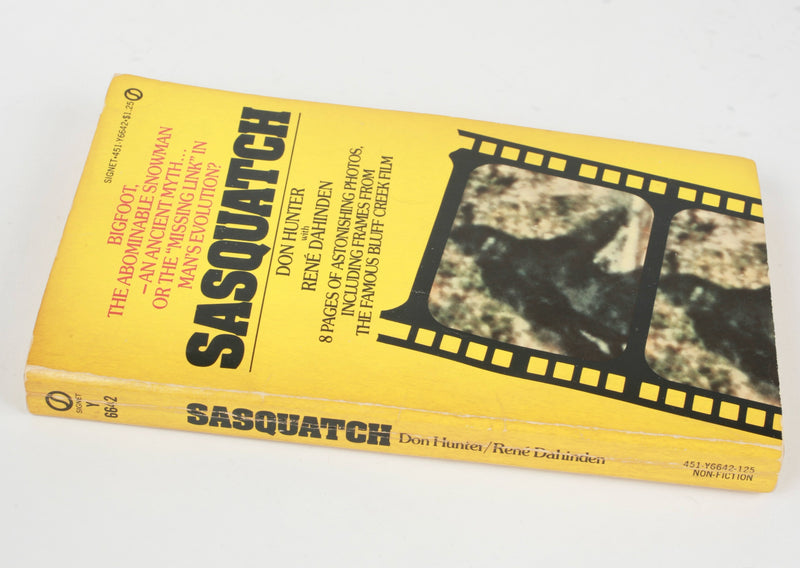 SIGNET•451-Y6642•$1.25
BIGFOOT,
THE ABOMINABLE SNOWMAN
–AN ANCIENT MYTH...
OR THE "MISSING LINK" IN
MAN'S EVOLUTION?
SASQUATCH
DON HUNTER
with
RENÉ DAHINDEN
8 PAGES OF ASTONISHING PHOTOS,
INCLUDING FRAMES FROM
THE FAMOUS BLUFF CREEK FILM
SIGNET
Y
6642
SASQUATCH
Don Hunter/René Dahinden
451-Y6642-125
NON-FICTION